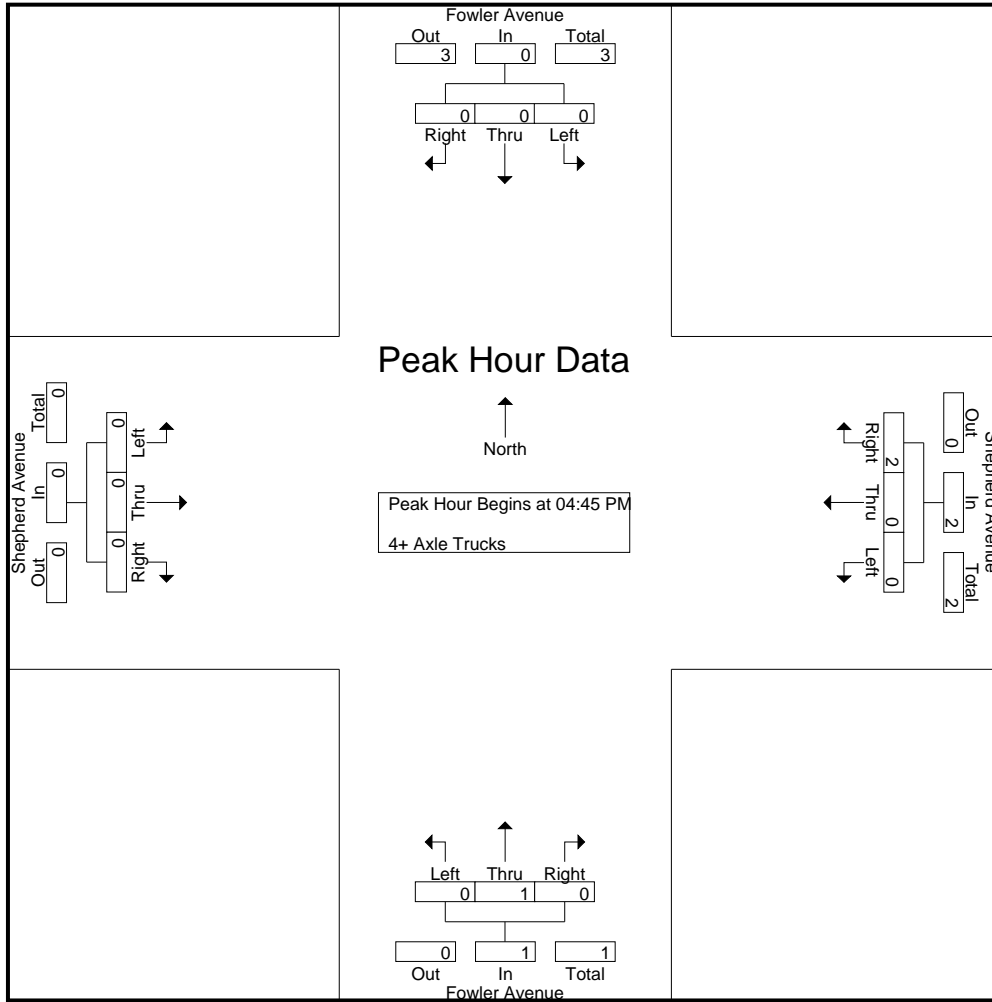 Fowler Avenue
Out In Total
3 0 3
0 0 0
Right Thru Left
Peak Hour Data
North
Peak Hour Begins at 04:45 PM
4+ Axle Trucks
Shepherd Avenue
Total In Out
0 0 0
0 0 0
Left Thru Right
Right Thru Left
2 0 0
Out In Total
0 2 2
Shepherd Avenue
Left Thru Right
0 1 0
0 1 1
Out In Total
Fowler Avenue